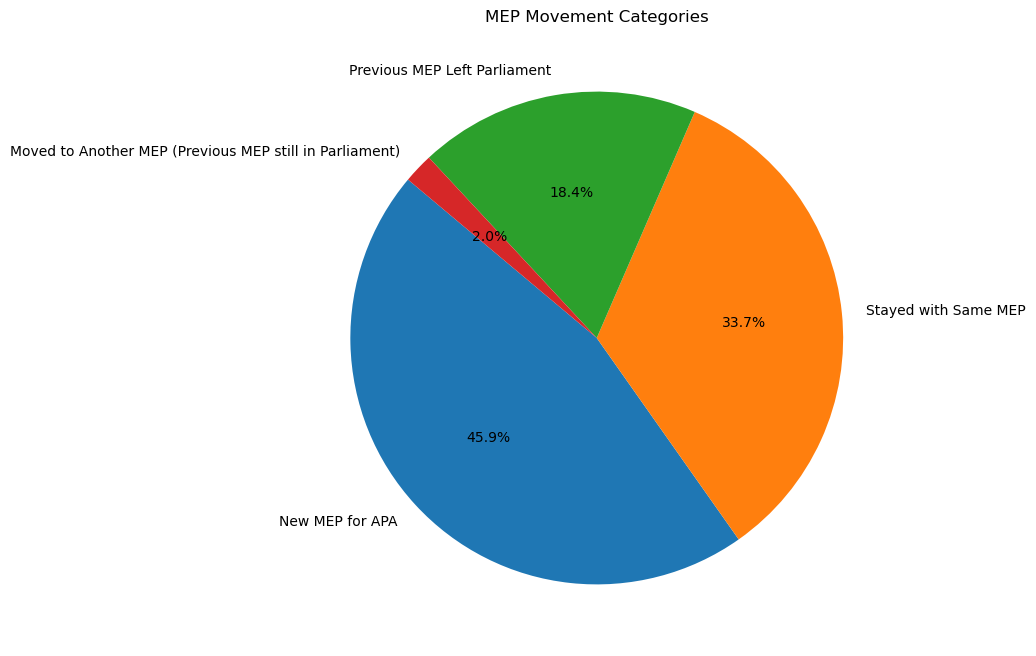 MEP Movement Categories
Previous MEP Left Parliament
Moved to Another MEP (Previous MEP still in Parliament)
18.4%
2.0%
Stayed with Same MEP
33.7%
45.9%
New MEP for APA